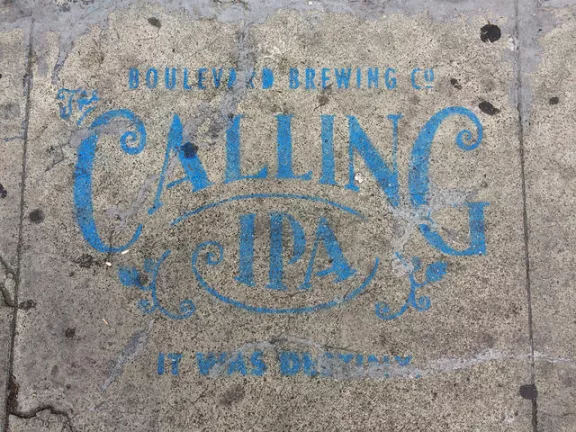 BOULEVARD BREWING CO
The
CALLING
IPA
IT WAS DESTINY.